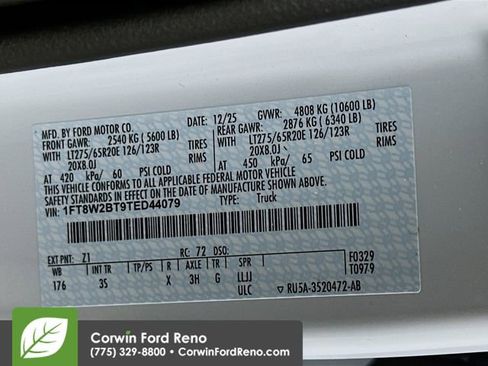 MFD. BY FORD MOTOR CO.
DATE: 12/25 GVWR: 4808 KG (10600 LB)
FRONT GAWR: 2540 KG (5600 LB) REAR GAWR: 2876 KG (6340 LB)
LT275/65R20E 126/123R TIRES LT275/65R20E 126/123R TIRES
20X8.0J RIMS 20X8.0J RIMS
AT 420 kPa/ 60 PSI COLD AT 450 kPa/ 65 PSI COLD
THIS VEHICLE CONFORMS TO ALL APPLICABLE FEDERAL MOTOR VEHICLE
SAFETY STANDARDS IN EFFECT ON THE DATE OF MANUFACTURE SHOWN ABOVE.
VIN: 1FT8W2BT9TED44079 TYPE: Truck
EXT PNT: Z1 RC: 72 DSO: F0329
WB INT TR TP/PS R AXLE TR SPR T0979
176 3S X 3H G
ULC ▽ RU5A-3520472-AB
Corwin Ford Reno
(775) 329-8800 • CorwinFordReno.com